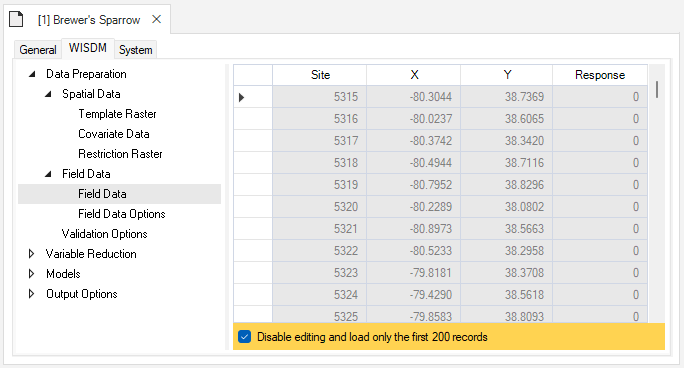 [1] Brewer's Sparrow
General WISDM System
Data Preparation
Spatial Data
Template Raster
Covariate Data
Restriction Raster
Field Data
Field Data
Field Data Options
Validation Options
Variable Reduction
Models
Output Options
Site X Y Response
5315 -80.3044 38.7369 0
5316 -80.0237 38.6065 0
5317 -80.3742 38.3420 0
5318 -80.4944 38.7116 0
5319 -80.7952 38.8296 0
5320 -80.2289 38.0802 0
5321 -80.8973 38.5663 0
5322 -80.5233 38.2958 0
5323 -79.8181 38.3708 0
5324 -79.4290 38.5618 0
5325 -79.8583 38.8093 0
Disable editing and load only the first 200 records